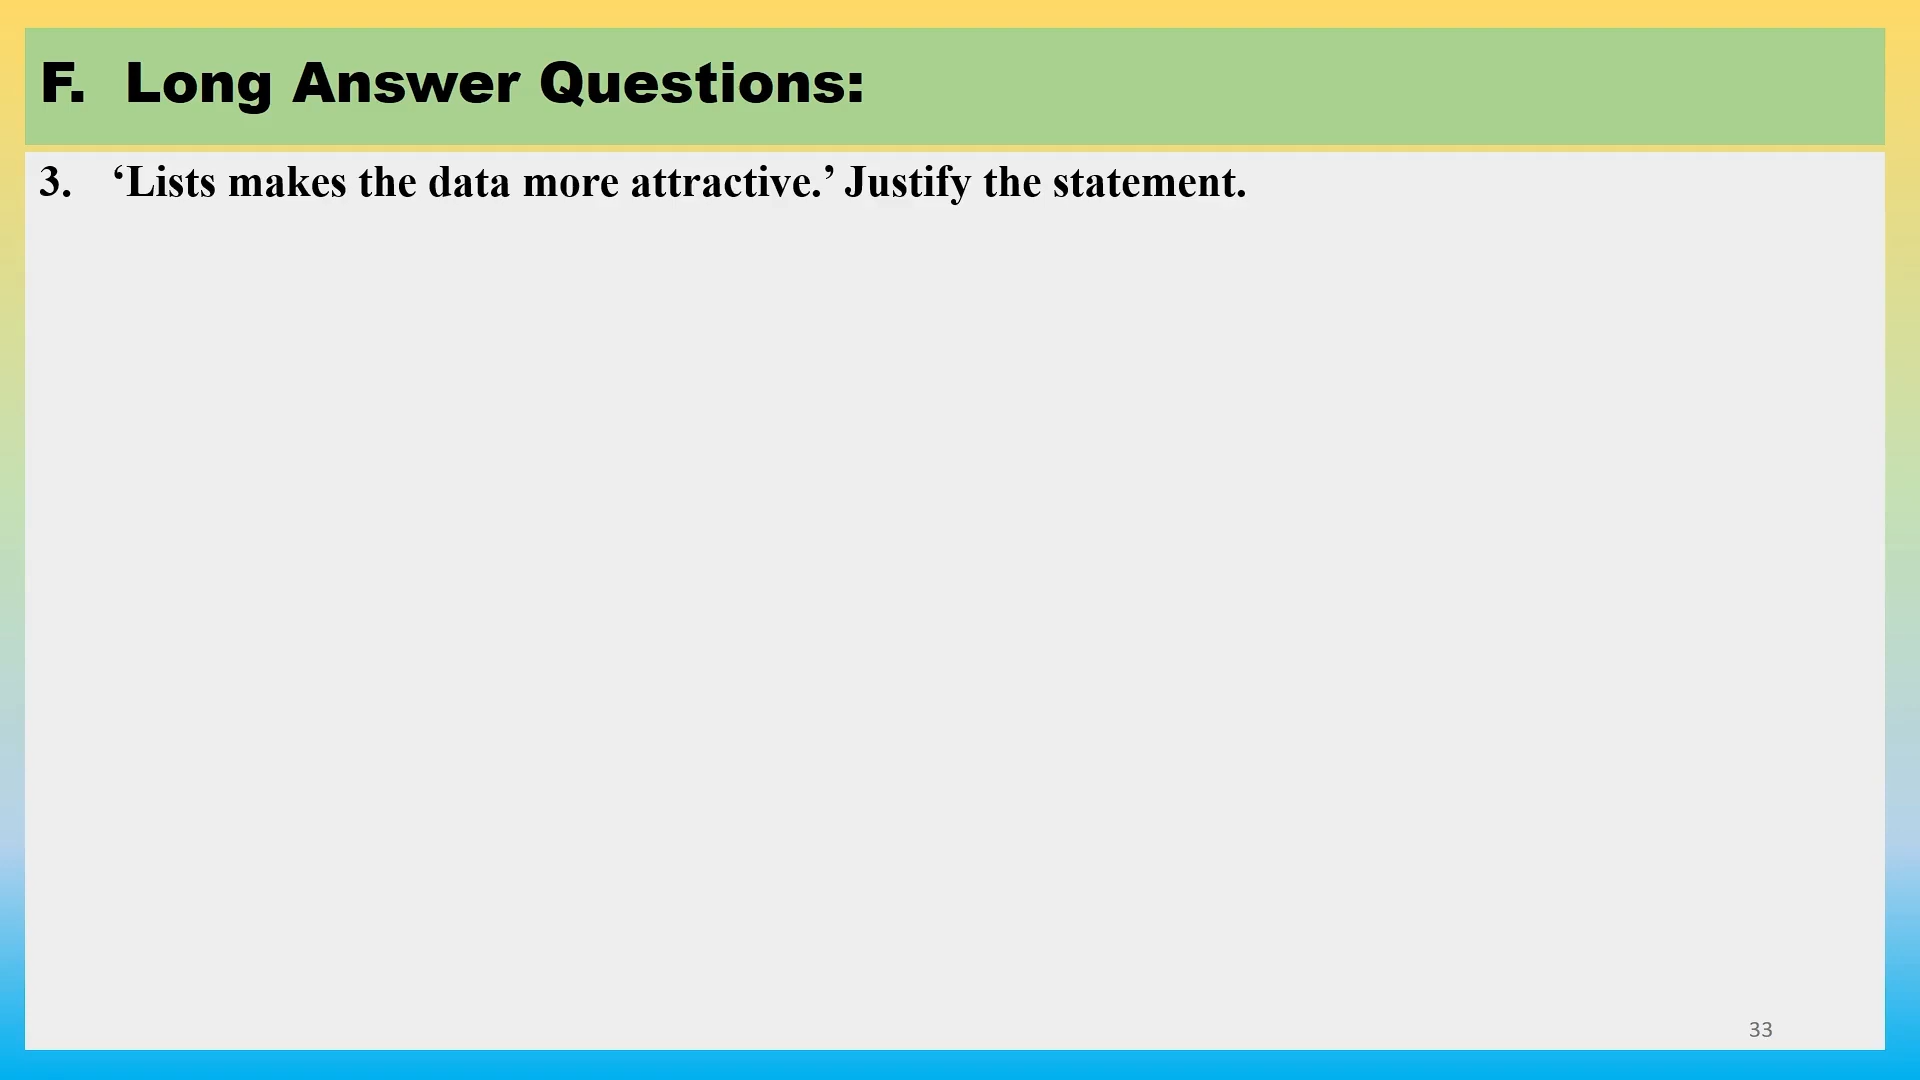 F. Long Answer Questions:
3. ‘Lists makes the data more attractive.’ Justify the statement.
33